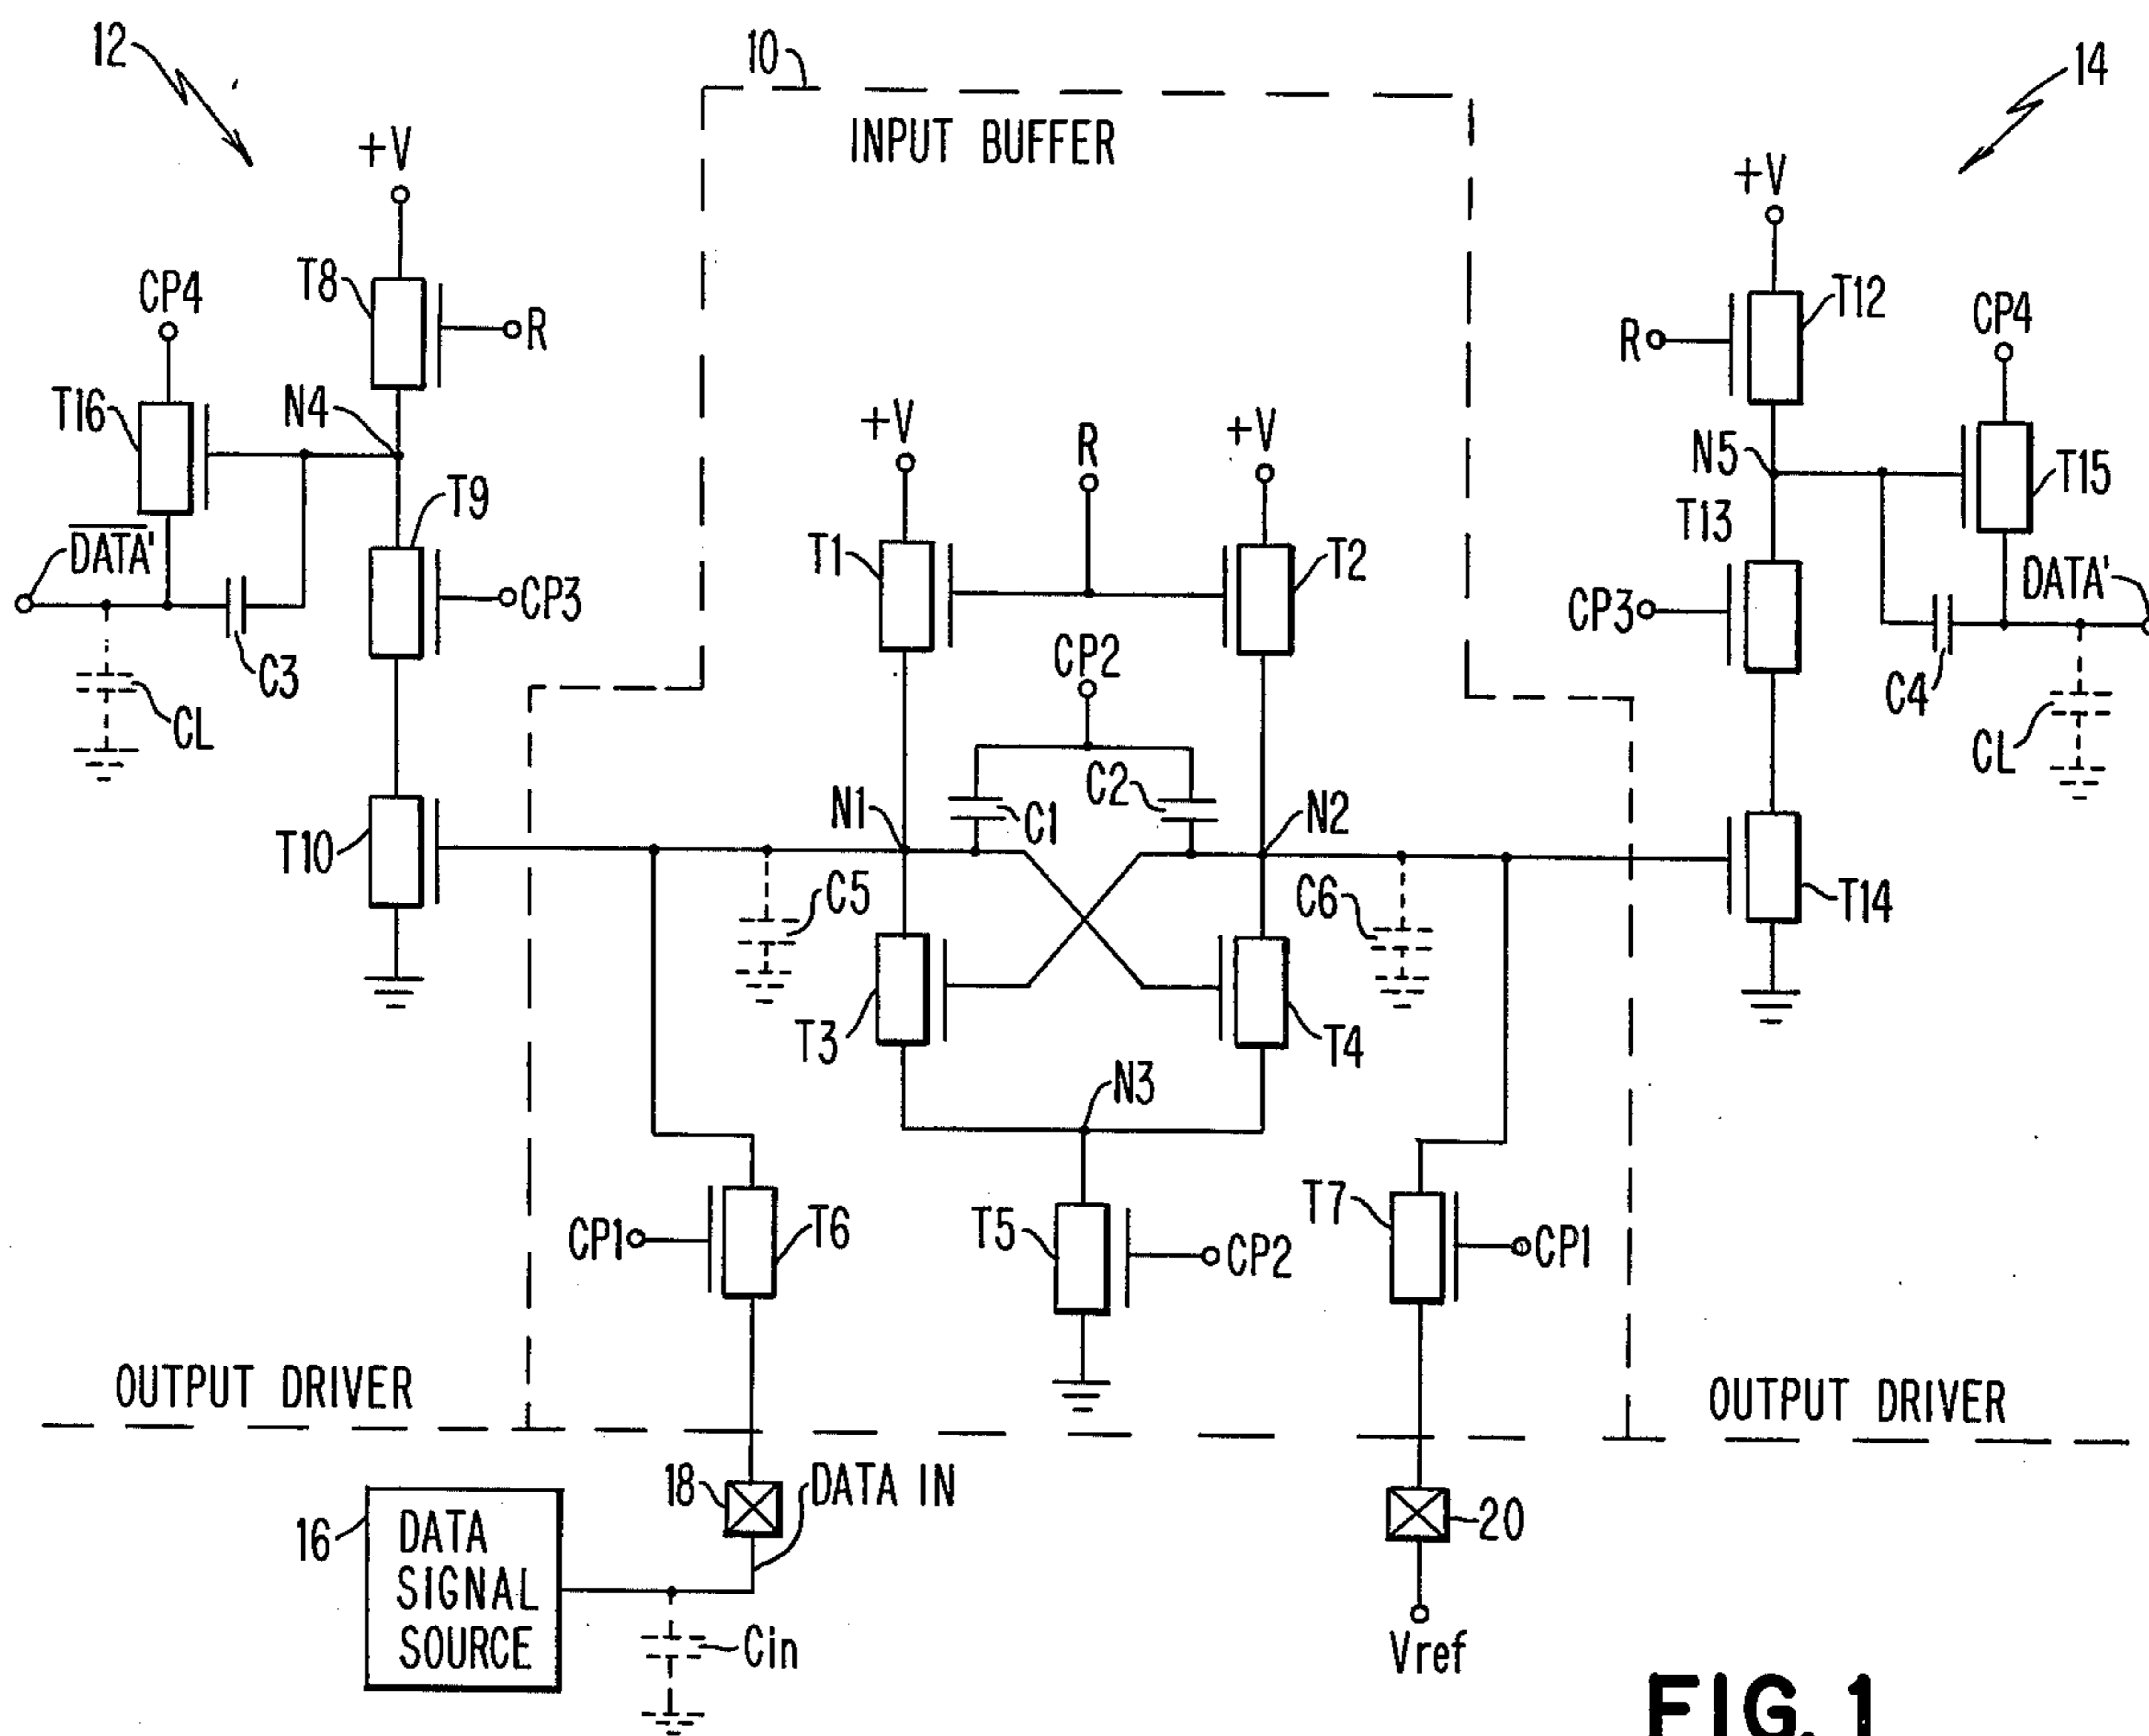 12
10
14
INPUT BUFFER
+V
+V
T8
R
CP4
T12
R
CP4
T16
N4
+V
R
+V
N5
T15
T9
T13
DATA'
T1
T2
DATA'
CP3
CP3
CP2
C3
C4
CL
CL
N1
C1
C2
N2
T10
C5
C6
T14
T3
T4
N3
CP1
T6
T5
CP2
T7
CP1
OUTPUT DRIVER
OUTPUT DRIVER
18
DATA IN
16
DATA
SIGNAL
SOURCE
20
Cin
Vref
FIG. 1